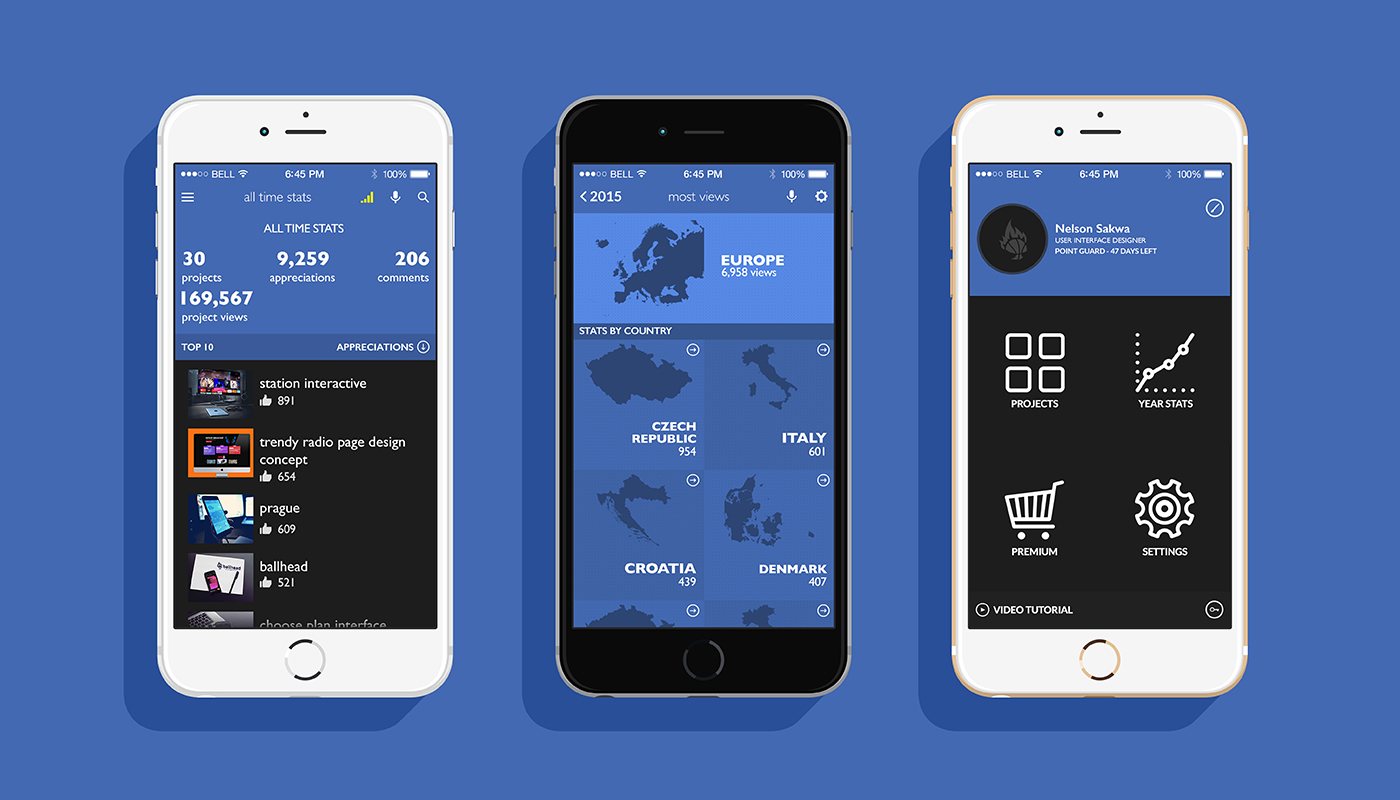 BELL 6:45 PM 100%
all time stats
ALL TIME STATS
30 9,259 206
projects appreciations comments
169,567
project views
TOP 10 APPRECIATIONS
station interactive
891
trendy radio page design
concept
654
prague
609
ballhead
ballhead
521
choose plan interface
BELL 6:45 PM 100%
2015 most views
EUROPE
6,958 views
STATS BY COUNTRY
CZECH
REPUBLIC
954
ITALY
601
CROATIA
439
DENMARK
407
BELL 6:45 PM 100%
Nelson Sakwa
USER INTERFACE DESIGNER
POINT GUARD - 47 DAYS LEFT
PROJECTS YEAR STATS
PREMIUM SETTINGS
VIDEO TUTORIAL